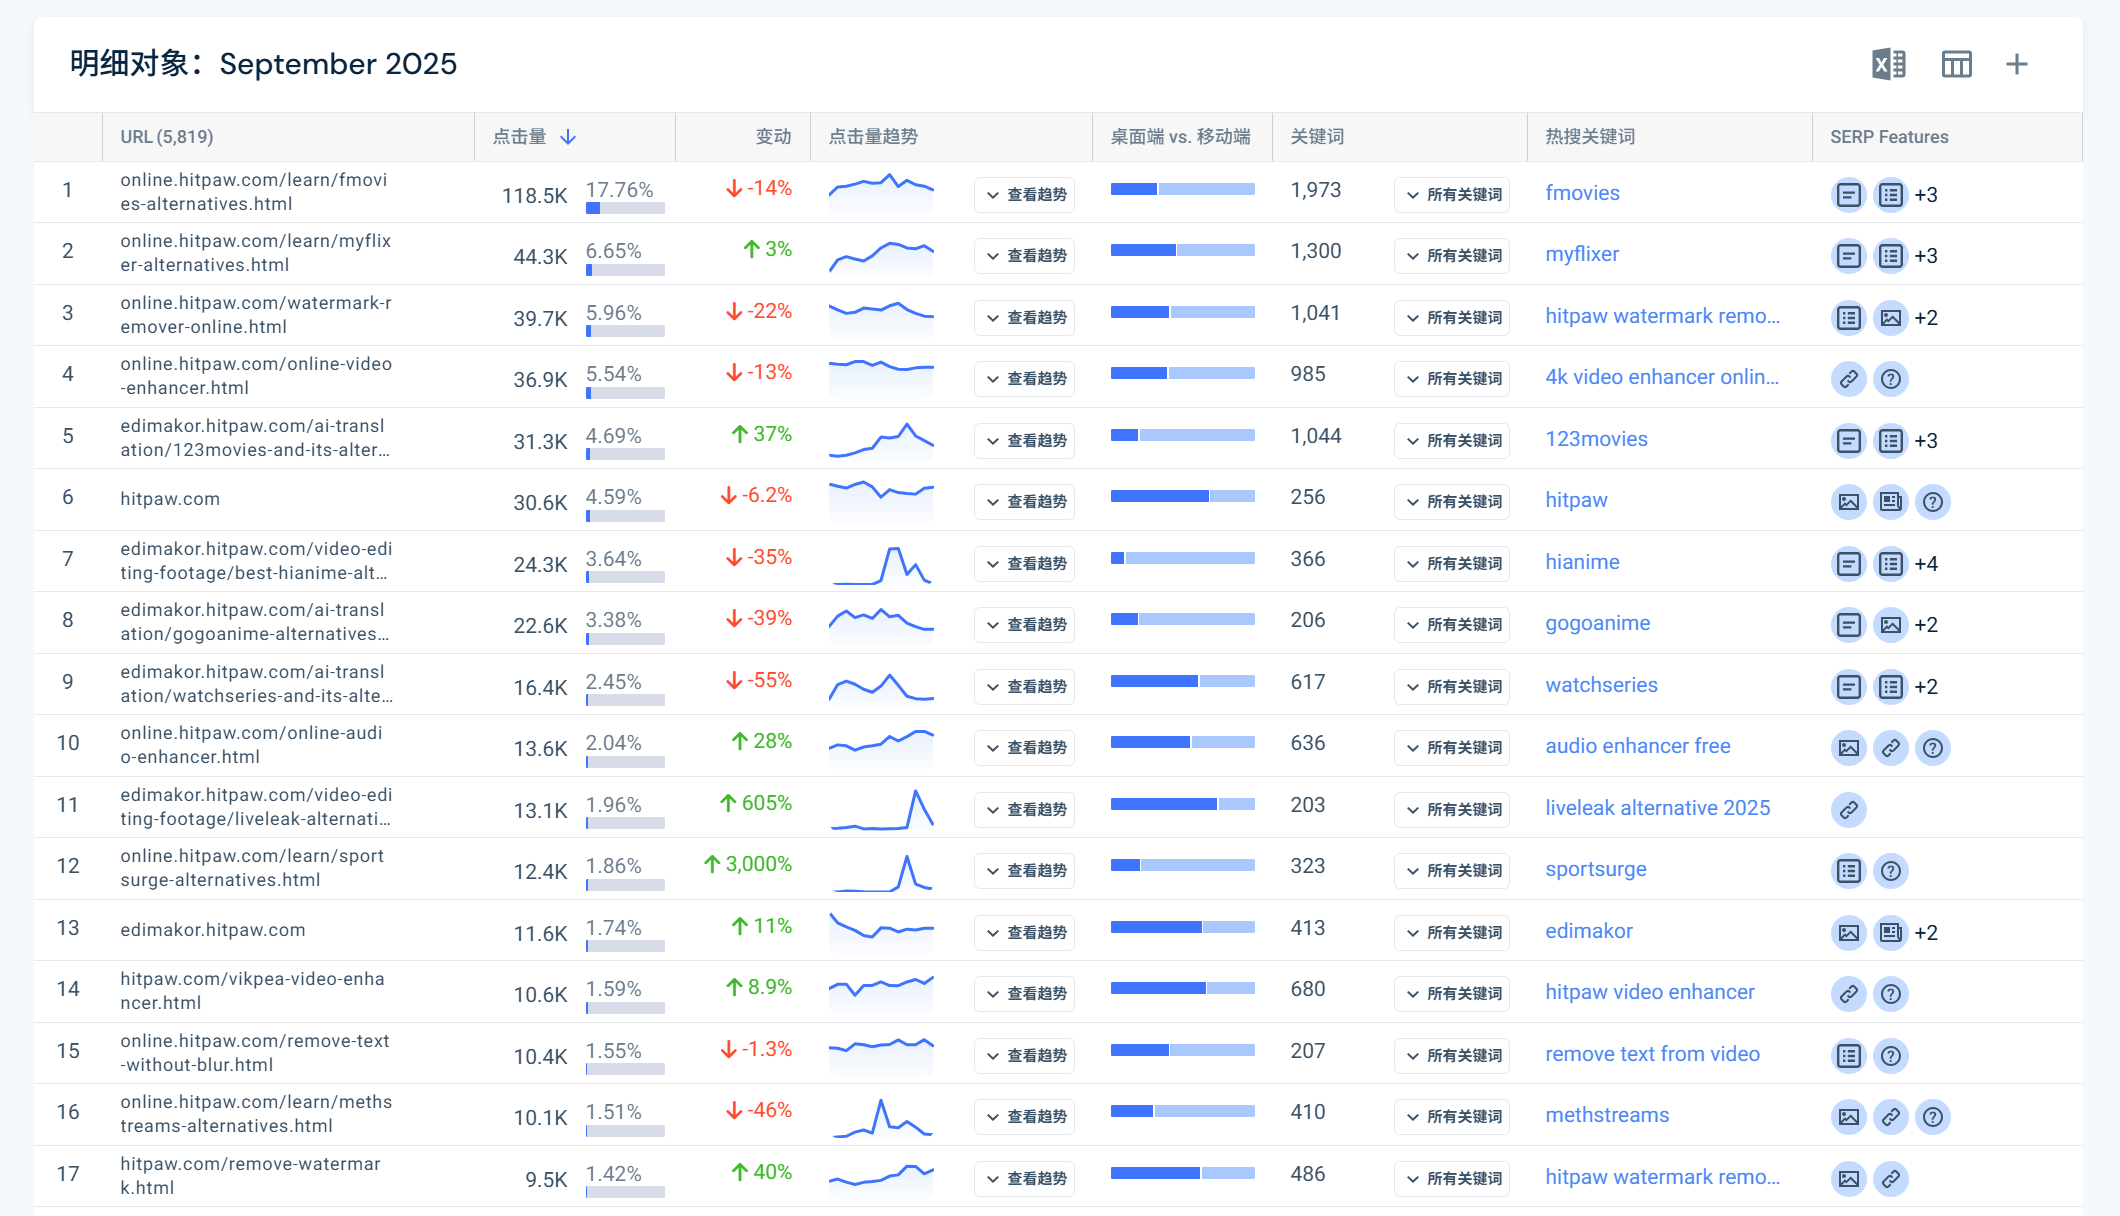 明细对象：September 2025
URL (5,819) 点击量 变动 点击量趋势 桌面端 vs. 移动端 关键词 热搜关键词 SERP Features
1 online.hitpaw.com/learn/fmovi 118.5K 17.76% -14% 查看趋势 1,973 所有关键词 fmovies +3
es-alternatives.html
2 online.hitpaw.com/learn/myflix 44.3K 6.65% 3% 查看趋势 1,300 所有关键词 myflixer +3
er-alternatives.html
3 online.hitpaw.com/watermark-r 39.7K 5.96% -22% 查看趋势 1,041 所有关键词 hitpaw watermark remo... +2
emover-online.html
4 online.hitpaw.com/online-video 36.9K 5.54% -13% 查看趋势 985 所有关键词 4k video enhancer onlin...
-enhancer.html
5 edimakor.hitpaw.com/ai-transl 31.3K 4.69% 37% 查看趋势 1,044 所有关键词 123movies +3
ation/123movies-and-its-alter...
6 hitpaw.com 30.6K 4.59% -6.2% 查看趋势 256 所有关键词 hitpaw
7 edimakor.hitpaw.com/video-edi 24.3K 3.64% -35% 查看趋势 366 所有关键词 hianime +4
ting-footage/best-hianime-alt...
8 edimakor.hitpaw.com/ai-transl 22.6K 3.38% -39% 查看趋势 206 所有关键词 gogoanime +2
ation/gogoanime-alternatives...
9 edimakor.hitpaw.com/ai-transl 16.4K 2.45% -55% 查看趋势 617 所有关键词 watchseries +2
ation/watchseries-and-its-alte...
10 online.hitpaw.com/online-audi 13.6K 2.04% 28% 查看趋势 636 所有关键词 audio enhancer free
o-enhancer.html
11 edimakor.hitpaw.com/video-edi 13.1K 1.96% 605% 查看趋势 203 所有关键词 liveleak alternative 2025
ting-footage/liveleak-alternati...
12 online.hitpaw.com/learn/sport 12.4K 1.86% 3,000% 查看趋势 323 所有关键词 sportsurge
surge-alternatives.html
13 edimakor.hitpaw.com 11.6K 1.74% 11% 查看趋势 413 所有关键词 edimakor +2
14 hitpaw.com/vikpea-video-enha 10.6K 1.59% 8.9% 查看趋势 680 所有关键词 hitpaw video enhancer
ncer.html
15 online.hitpaw.com/remove-text 10.4K 1.55% -1.3% 查看趋势 207 所有关键词 remove text from video
-without-blur.html
16 online.hitpaw.com/learn/meths 10.1K 1.51% -46% 查看趋势 410 所有关键词 methstreams
treams-alternatives.html
17 hitpaw.com/remove-watermar 9.5K 1.42% 40% 查看趋势 486 所有关键词 hitpaw watermark remo...
k.html